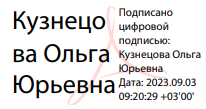 Кузнецо
ва Ольга
Юрьевна
Подписано
цифровой
подписью:
Кузнецова Ольга
Юрьевна
Дата: 2023.09.03
09:20:29 +03'00'